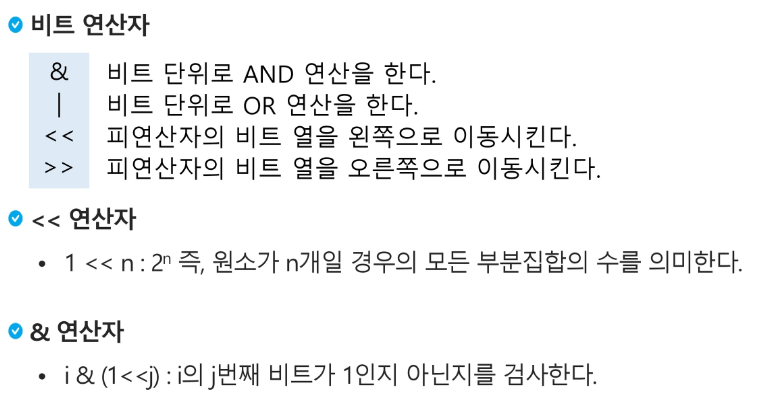 비트 연산자
& 비트 단위로 AND 연산을 한다.
| 비트 단위로 OR 연산을 한다.
<< 피연산자의 비트 열을 왼쪽으로 이동시킨다.
>> 피연산자의 비트 열을 오른쪽으로 이동시킨다.
<< 연산자
• 1 << n : 2ⁿ 즉, 원소가 n개일 경우의 모든 부분집합의 수를 의미한다.
& 연산자
• i & (1<<j) : i의 j번째 비트가 1인지 아닌지를 검사한다.